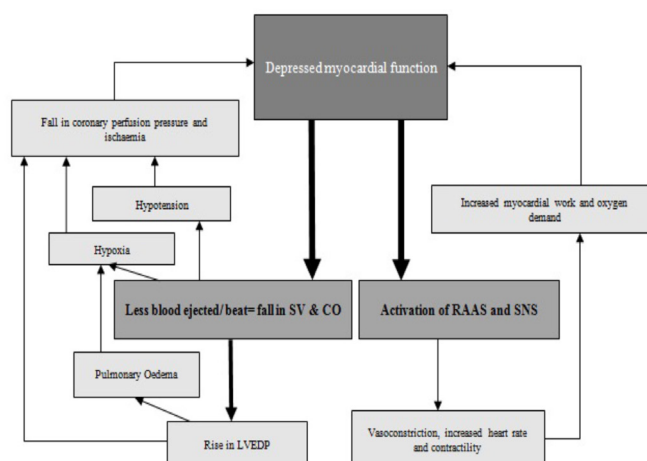 Depressed myocardial function
Fall in coronary perfusion pressure and
ischaemia
Hypotension
Increased myocardial work and oxygen
demand
Hypoxia
Less blood ejected/ beat= fall in SV & CO
Activation of RAAS and SNS
Pulmonary Oedema
Rise in LVEDP
Vasoconstriction, increased heart rate
and contractility